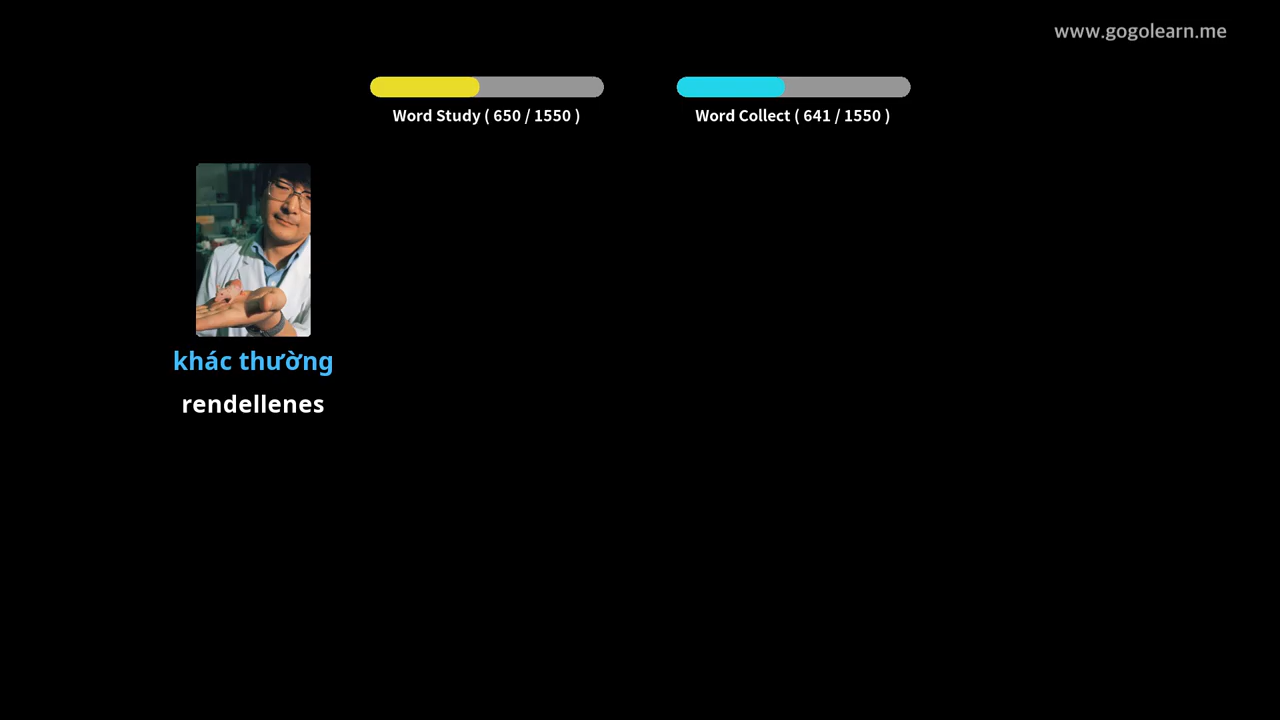 www.gogolearn.me
Word Study ( 650 / 1550 )
Word Collect ( 641 / 1550 )
khác thường
rendellenes